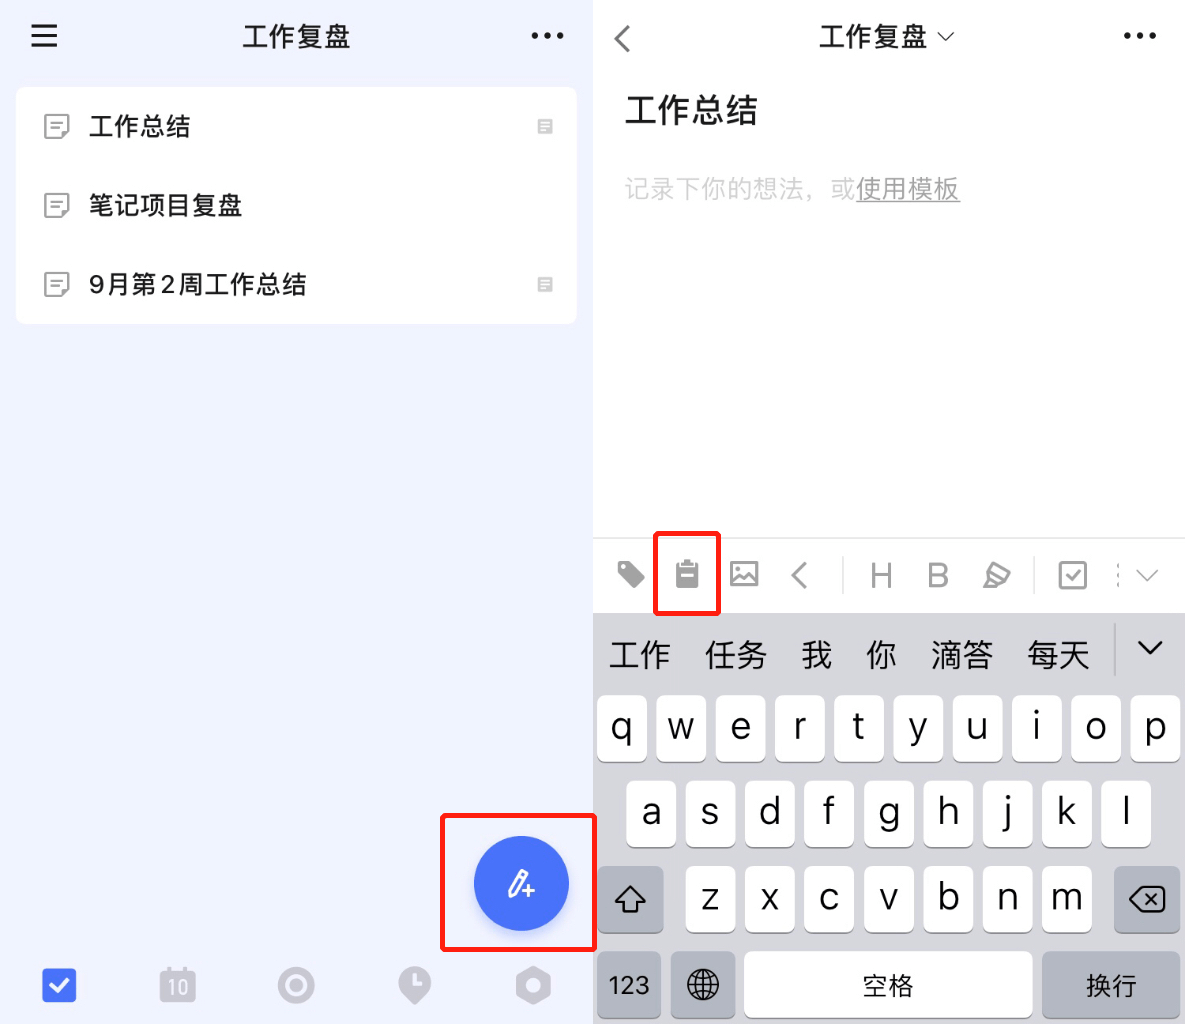 工作复盘
工作总结
笔记项目复盘
9月第2周工作总结
10
工作复盘
工作总结
记录下你的想法，或使用模板
H B
工作 任务 我 你 滴答 每天
q w e r t y u i o p
a s d f g h j k l
z x c v b n m
123 空格 换行